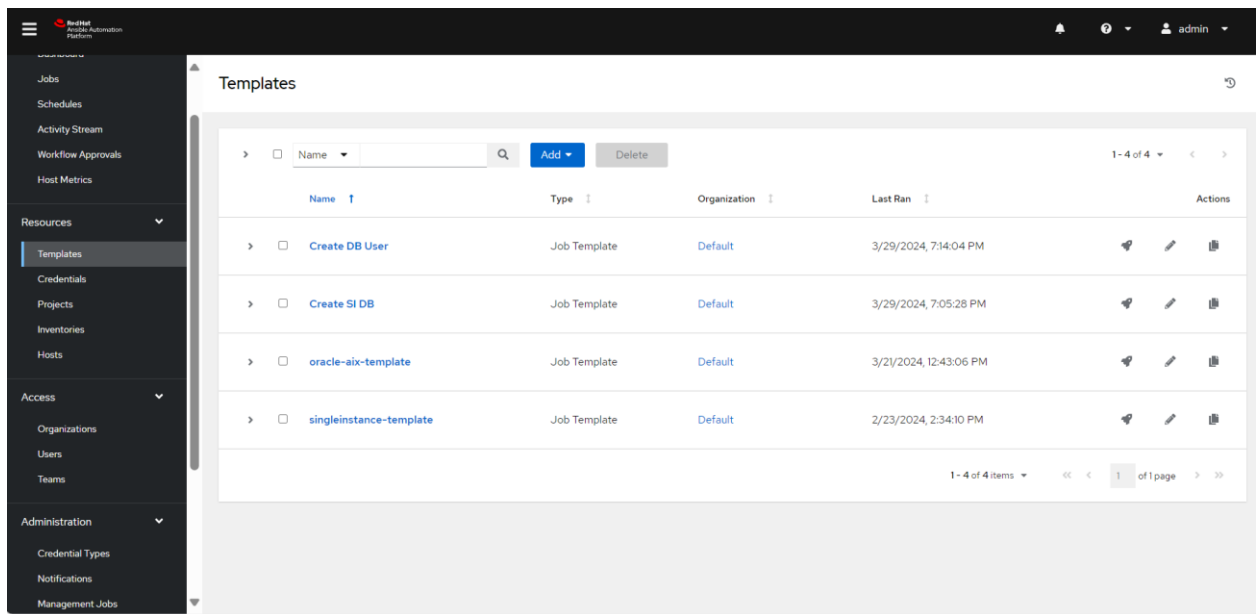 Red Hat
Ansible Automation
Platform
admin
Dashboard
Jobs
Schedules
Activity Stream
Workflow Approvals
Host Metrics
Resources
Templates
Credentials
Projects
Inventories
Hosts
Access
Organizations
Users
Teams
Administration
Credential Types
Notifications
Management Jobs
Templates
Name Add Delete 1 - 4 of 4
Name Type Organization Last Ran Actions
Create DB User Job Template Default 3/29/2024, 7:14:04 PM
Create SI DB Job Template Default 3/29/2024, 7:05:28 PM
oracle-aix-template Job Template Default 3/21/2024, 12:43:06 PM
singleinstance-template Job Template Default 2/23/2024, 2:34:10 PM
1 - 4 of 4 items 1 of 1 page